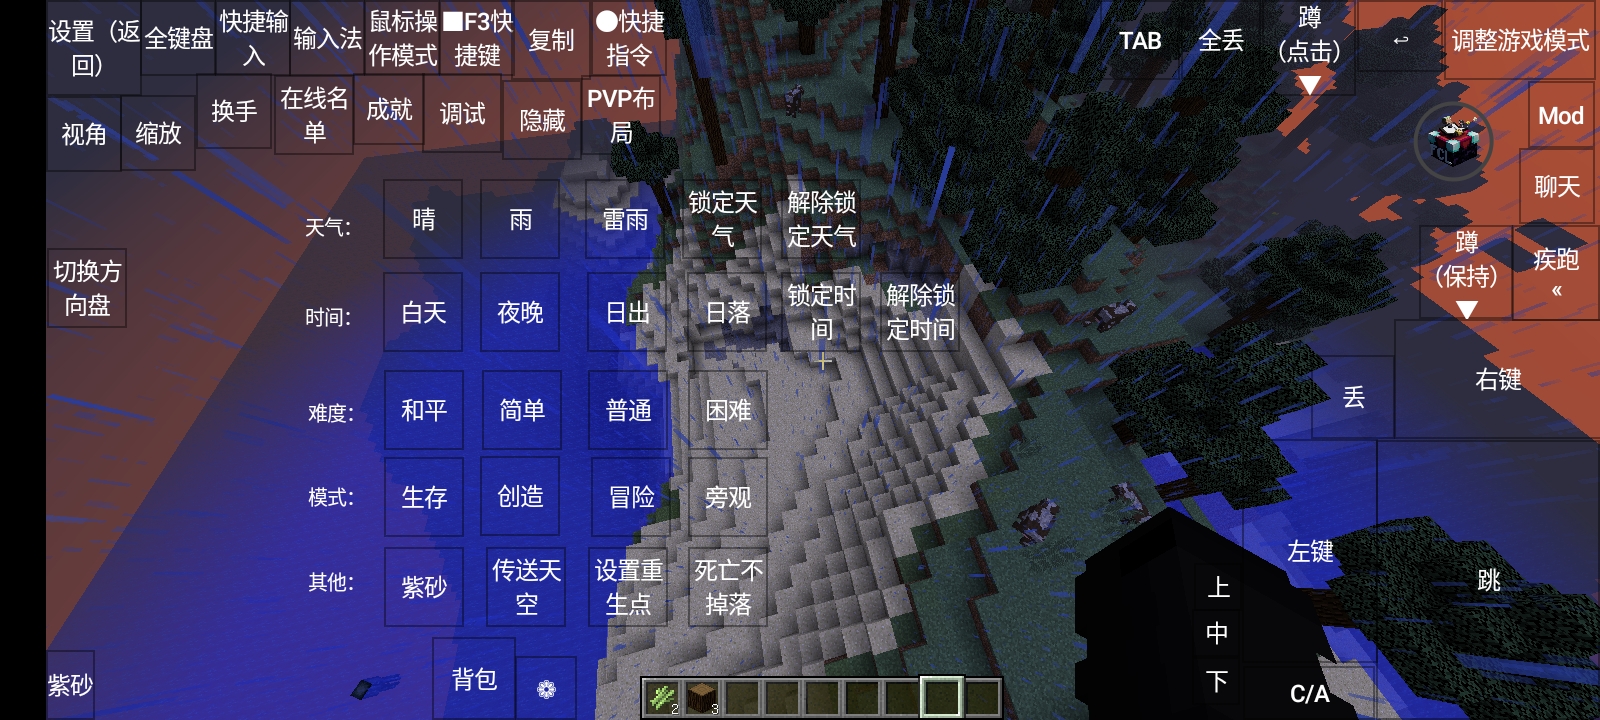 设置（返
回）
全键盘
快捷输
入
输入法
鼠标操
作模式
■F3快
捷键
复制
●快捷
指令
TAB
全丢
蹲
（点击）
▼
↩
调整游戏模式
视角
缩放
换手
在线名
单
成就
调试
隐藏
PVP布
局
Mod
聊天
天气：
晴
雨
雷雨
锁定天
气
解除锁
定天气
切换方
向盘
蹲
（保持）
▼
疾跑
«
时间：
白天
夜晚
日出
日落
锁定时
间
解除锁
定时间
右键
丢
难度：
和平
简单
普通
困难
模式：
生存
创造
冒险
旁观
左键
跳
其他：
紫砂
传送天
空
设置重
生点
死亡不
掉落
上
中
下
紫砂
背包
❁
2
3
C/A